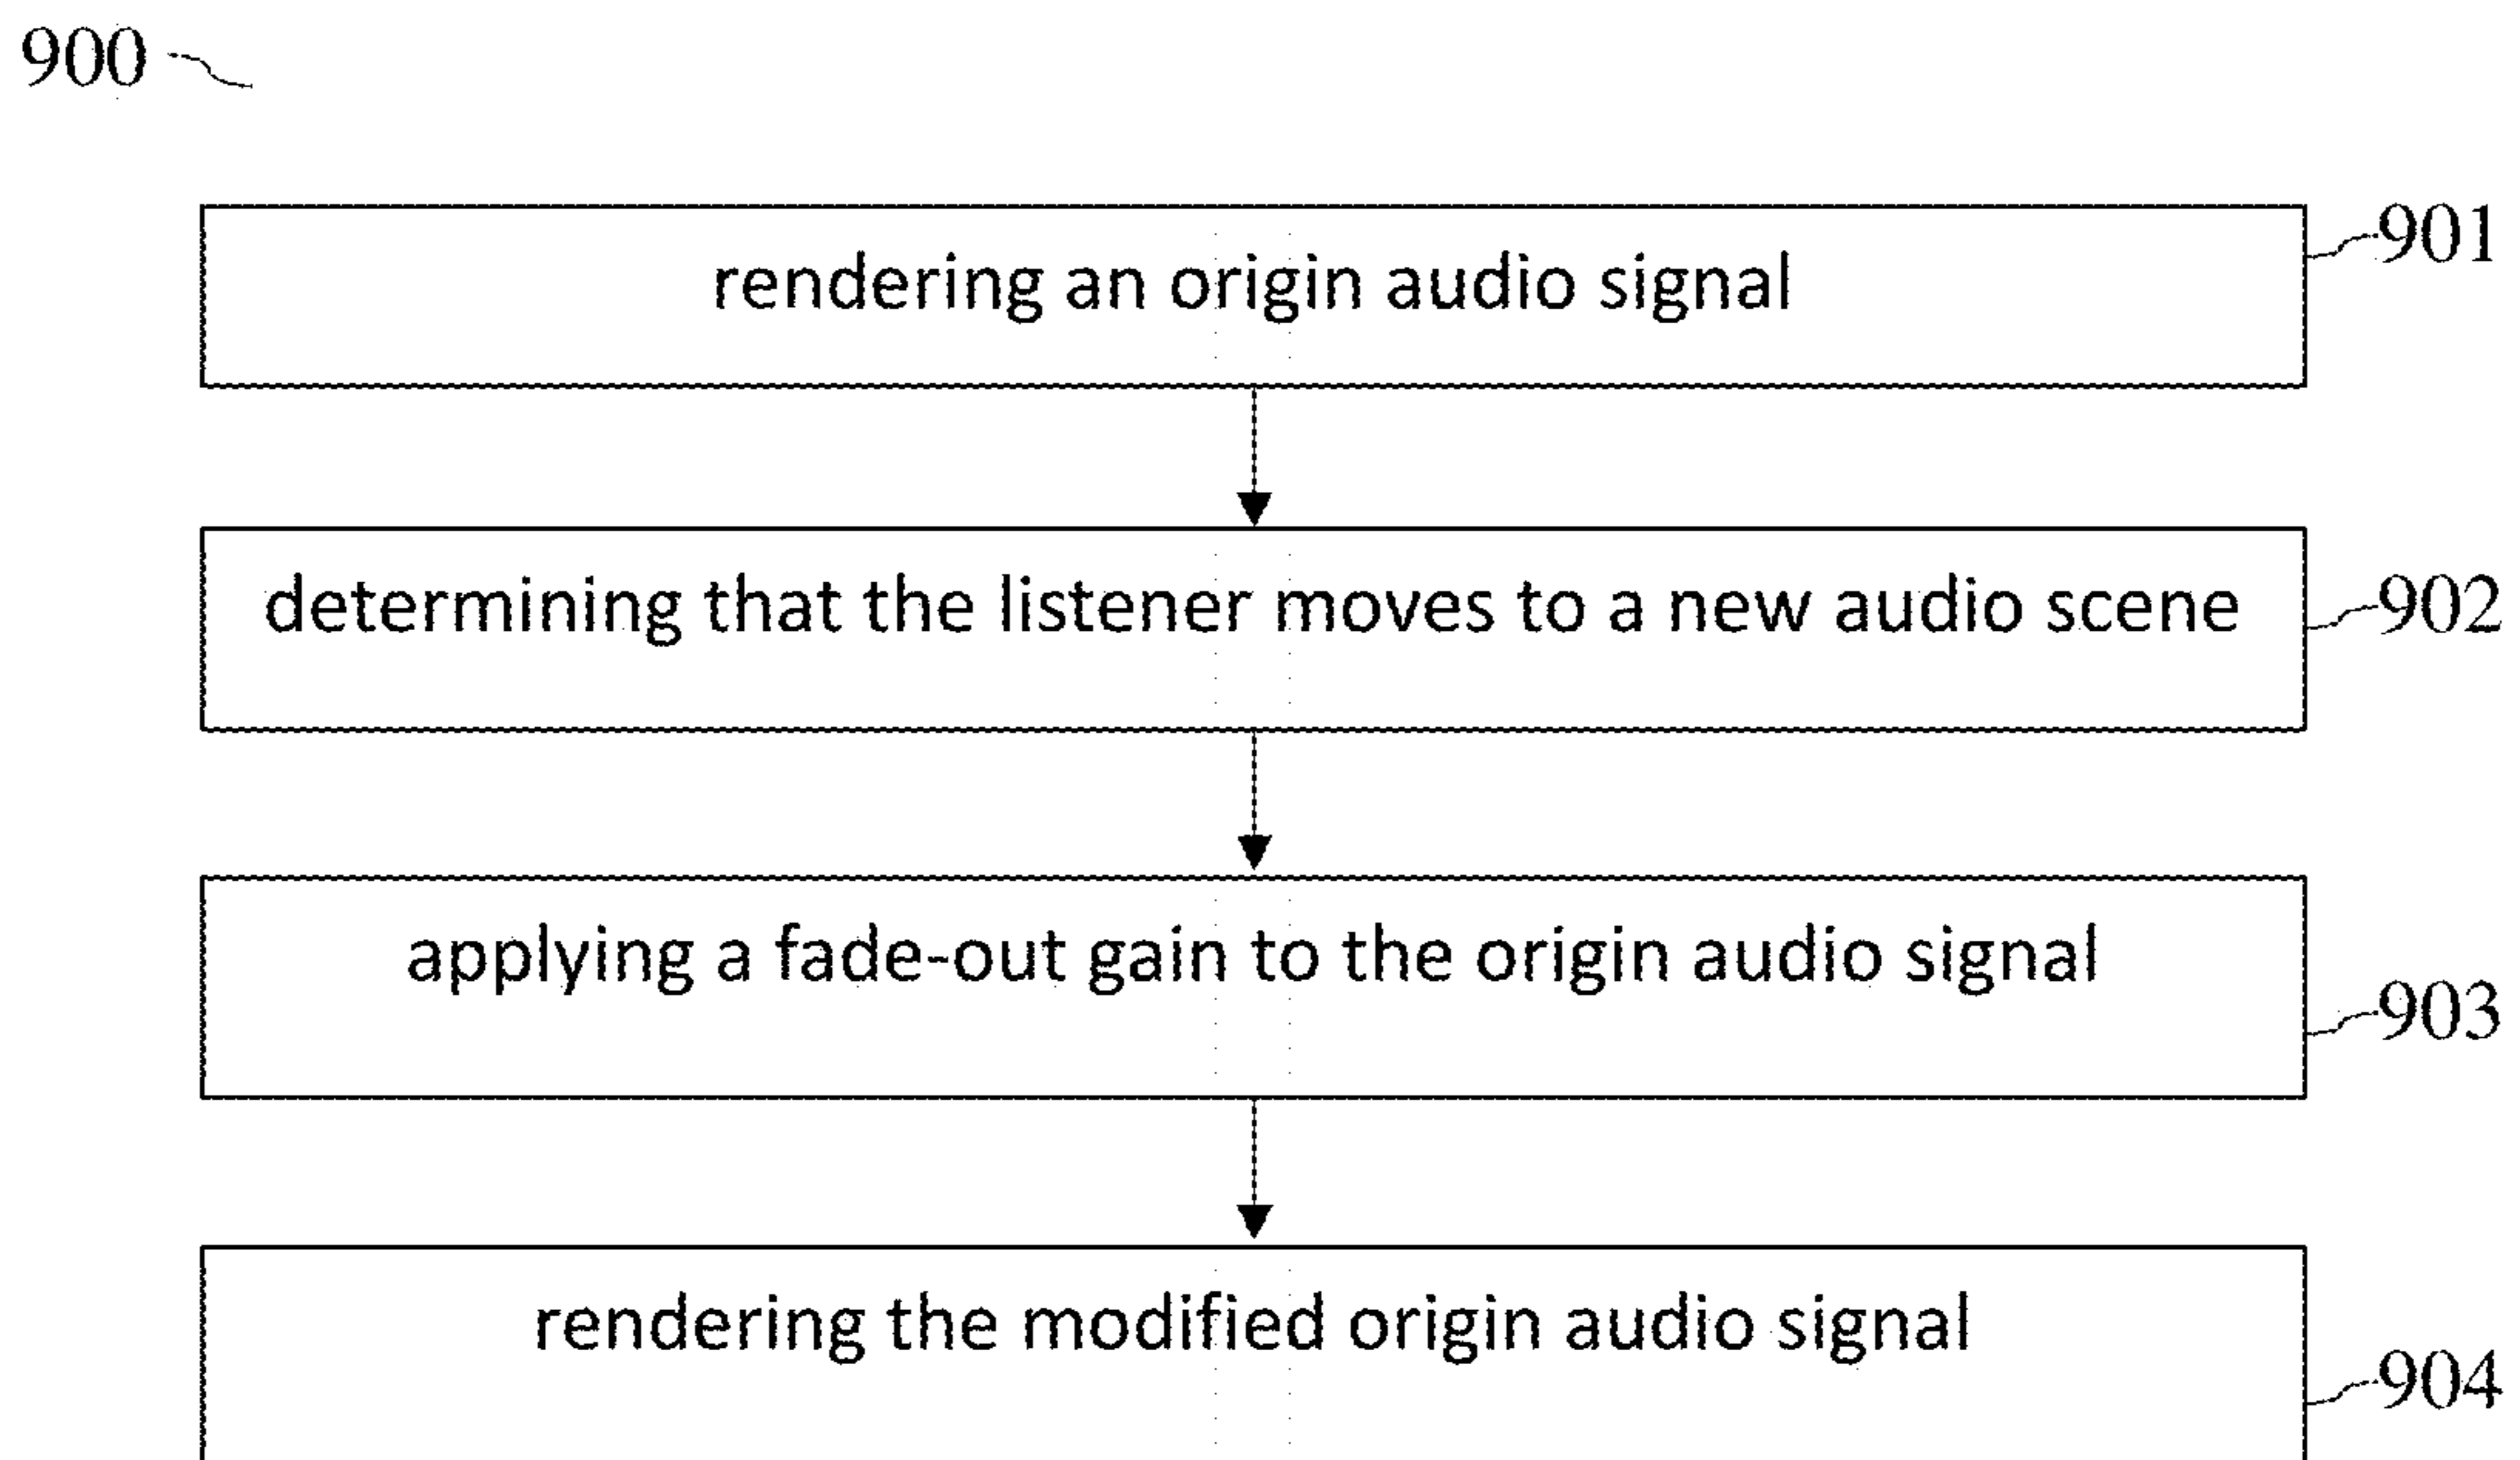 900
rendering an origin audio signal
901
determining that the listener moves to a new audio scene
902
applying a fade-out gain to the origin audio signal
903
rendering the modified origin audio signal
904